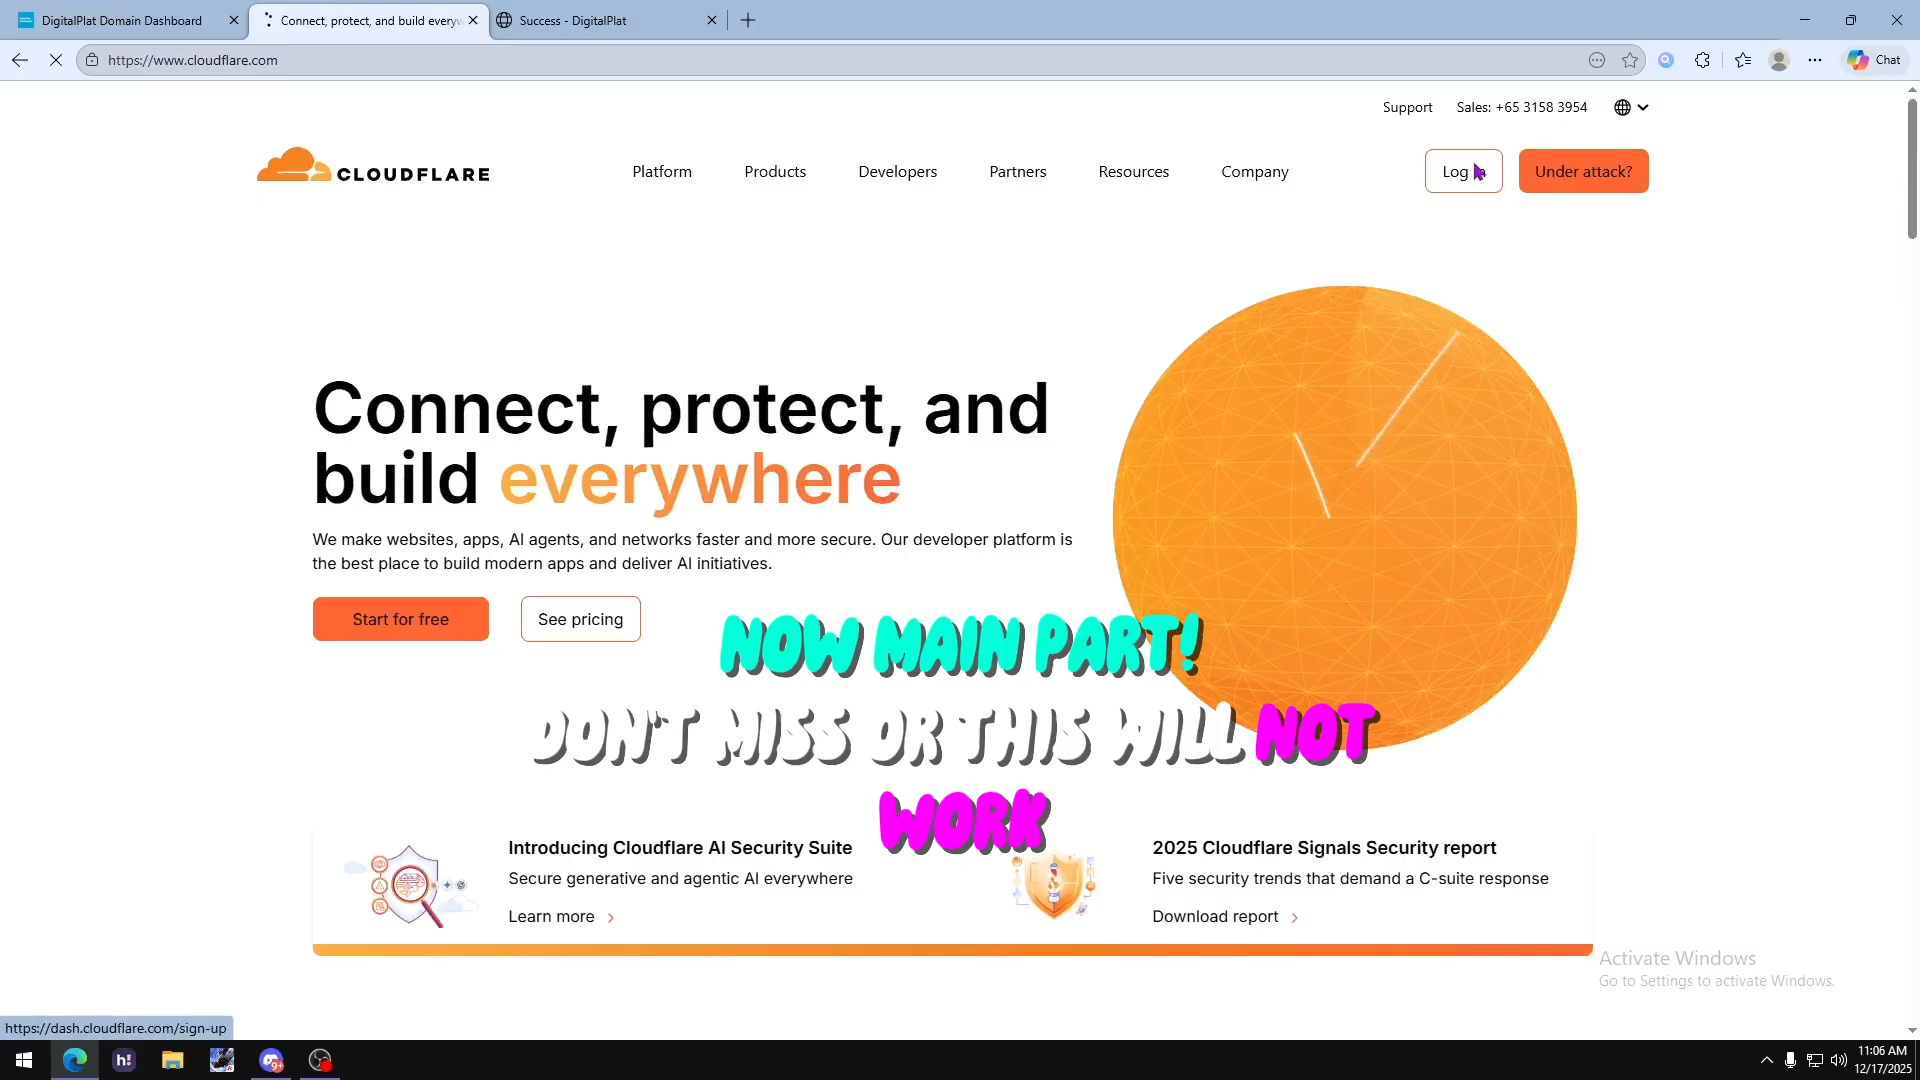 DigitalPlat Domain Dashboard
Connect, protect, and build everyw
Success - DigitalPlat
https://www.cloudflare.com
Chat
Support
Sales: +65 3158 3954
CLOUDFLARE
Platform
Products
Developers
Partners
Resources
Company
Log
Under attack?
Connect, protect, and
build everywhere
We make websites, apps, AI agents, and networks faster and more secure. Our developer platform is
the best place to build modern apps and deliver AI initiatives.
Start for free
See pricing
NOW MAIN PART!
DON'T MISS OR THIS WILL NOT
WORK
Introducing Cloudflare AI Security Suite
Secure generative and agentic AI everywhere
Learn more
2025 Cloudflare Signals Security report
Five security trends that demand a C-suite response
Download report
Activate Windows
Go to Settings to activate Windows.
https://dash.cloudflare.com/sign-up
h!
9+
11:06 AM
12/17/2025